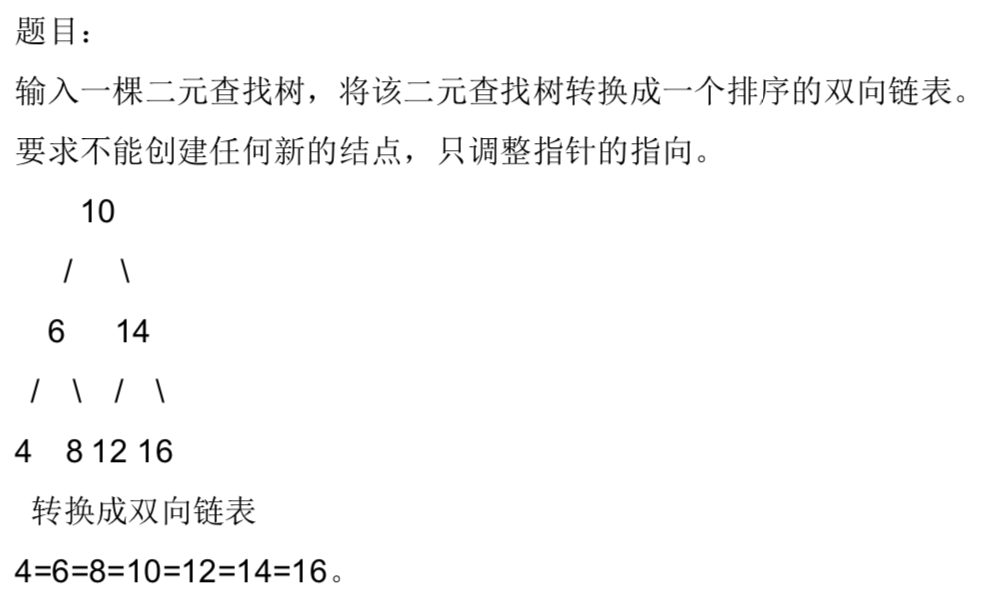 题目：
输入一棵二元查找树，将该二元查找树转换成一个排序的双向链表。
要求不能创建任何新的结点，只调整指针的指向。
10
/ \
6 14
/ \ / \
4 8 12 16
转换成双向链表
4=6=8=10=12=14=16。